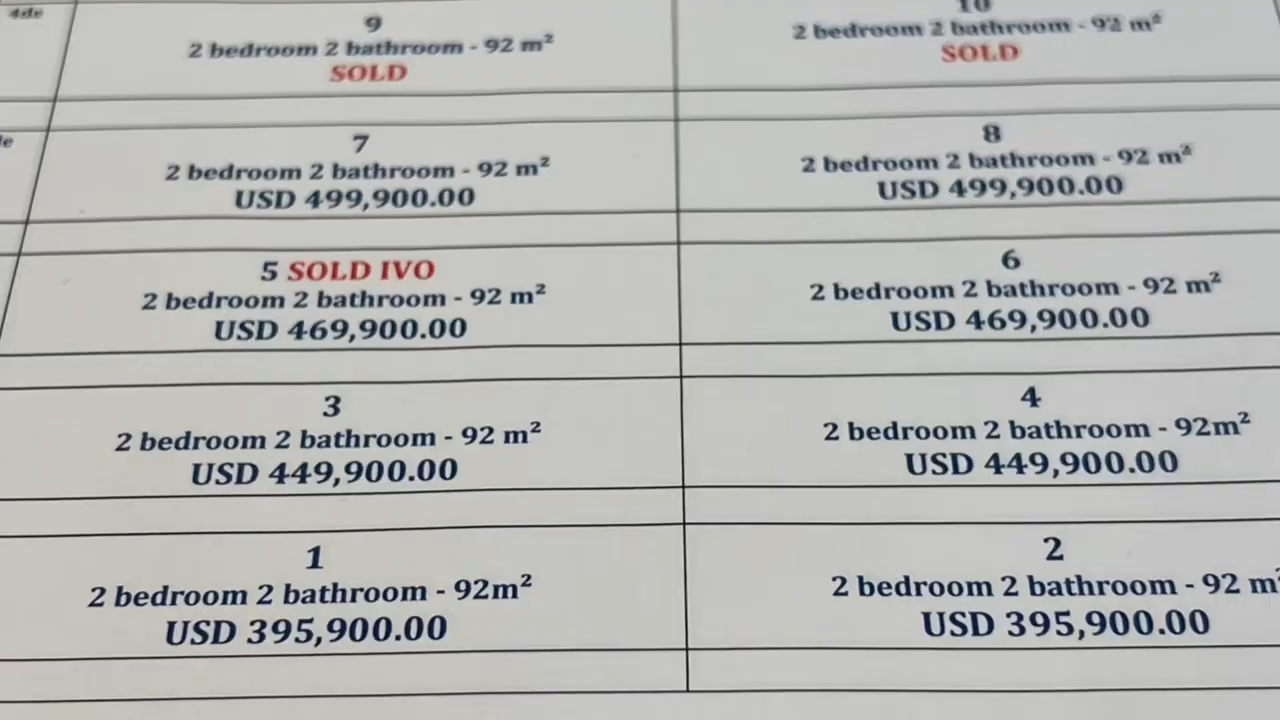 4de
9
2 bedroom 2 bathroom - 92 m²
SOLD
10
2 bedroom 2 bathroom - 92 m²
SOLD
7
2 bedroom 2 bathroom - 92 m²
USD 499,900.00
8
2 bedroom 2 bathroom - 92 m²
USD 499,900.00
5 SOLD IVO
2 bedroom 2 bathroom - 92 m²
USD 469,900.00
6
2 bedroom 2 bathroom - 92 m²
USD 469,900.00
3
2 bedroom 2 bathroom - 92 m²
USD 449,900.00
4
2 bedroom 2 bathroom - 92m²
USD 449,900.00
1
2 bedroom 2 bathroom - 92m²
USD 395,900.00
2
2 bedroom 2 bathroom - 92 m²
USD 395,900.00